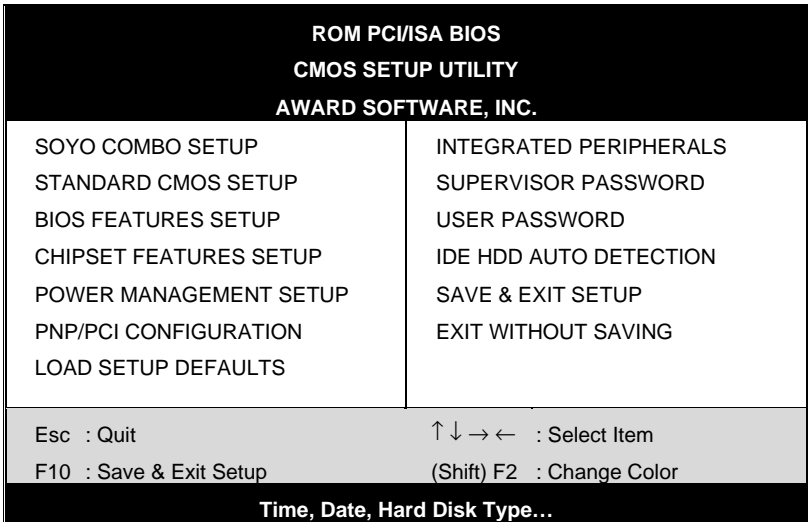 ROM PCI/ISA BIOS
CMOS SETUP UTILITY
AWARD SOFTWARE, INC.
SOYO COMBO SETUP
STANDARD CMOS SETUP
BIOS FEATURES SETUP
CHIPSET FEATURES SETUP
POWER MANAGEMENT SETUP
PNP/PCI CONFIGURATION
LOAD SETUP DEFAULTS
INTEGRATED PERIPHERALS
SUPERVISOR PASSWORD
USER PASSWORD
IDE HDD AUTO DETECTION
SAVE & EXIT SETUP
EXIT WITHOUT SAVING
Esc : Quit
↑↓→← : Select Item
F10 : Save & Exit Setup
(Shift) F2 : Change Color
Time, Date, Hard Disk Type…